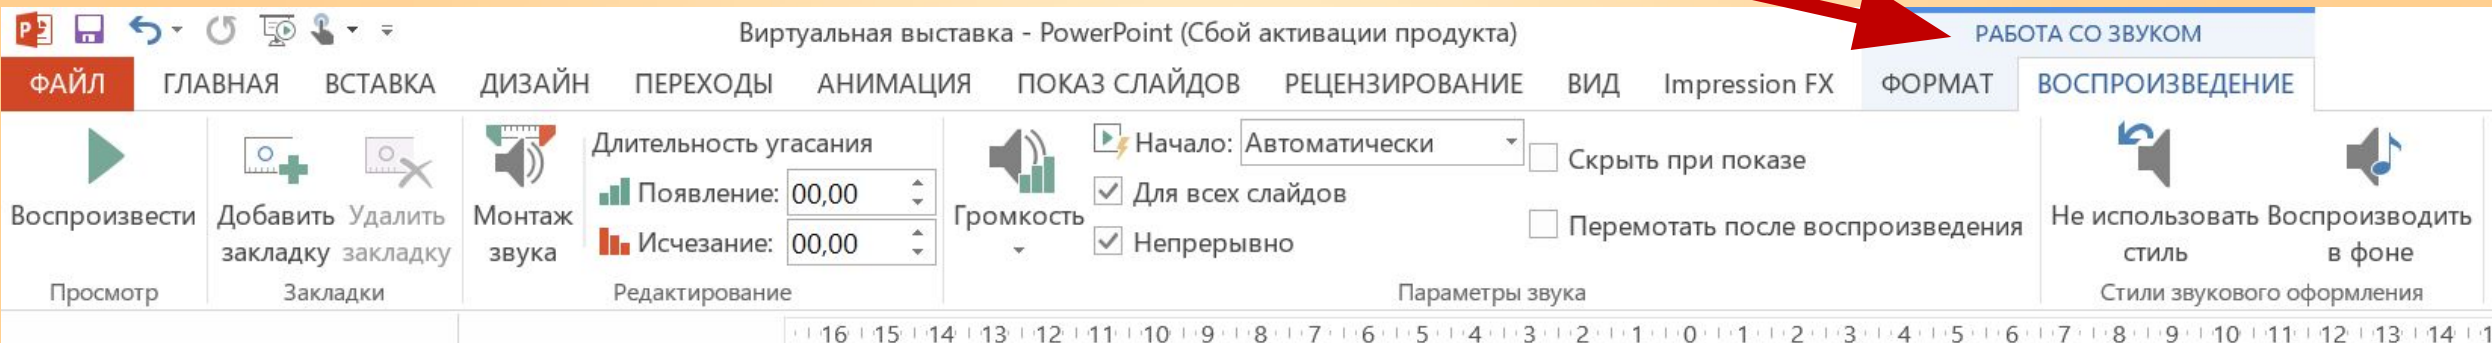 Виртуальная выставка - PowerPoint (Сбой активации продукта)
РАБОТА СО ЗВУКОМ
ФАЙЛ ГЛАВНАЯ ВСТАВКА ДИЗАЙН ПЕРЕХОДЫ АНИМАЦИЯ ПОКАЗ СЛАЙДОВ РЕЦЕНЗИРОВАНИЕ ВИД Impression FX ФОРМАТ ВОСПРОИЗВЕДЕНИЕ
Воспроизвести
Просмотр
Добавить закладку
Удалить закладку
Закладки
Монтаж звука
Длительность угасания
Появление: 00,00
Исчезание: 00,00
Редактирование
Громкость
Начало: Автоматически
Для всех слайдов
Непрерывно
Скрыть при показе
Перемотать после воспроизведения
Параметры звука
Не использовать стиль
Воспроизводить в фоне
Стили звукового оформления
16 15 14 13 12 11 10 9 8 7 6 5 4 3 2 1 0 1 2 3 4 5 6 7 8 9 10 11 12 13 14